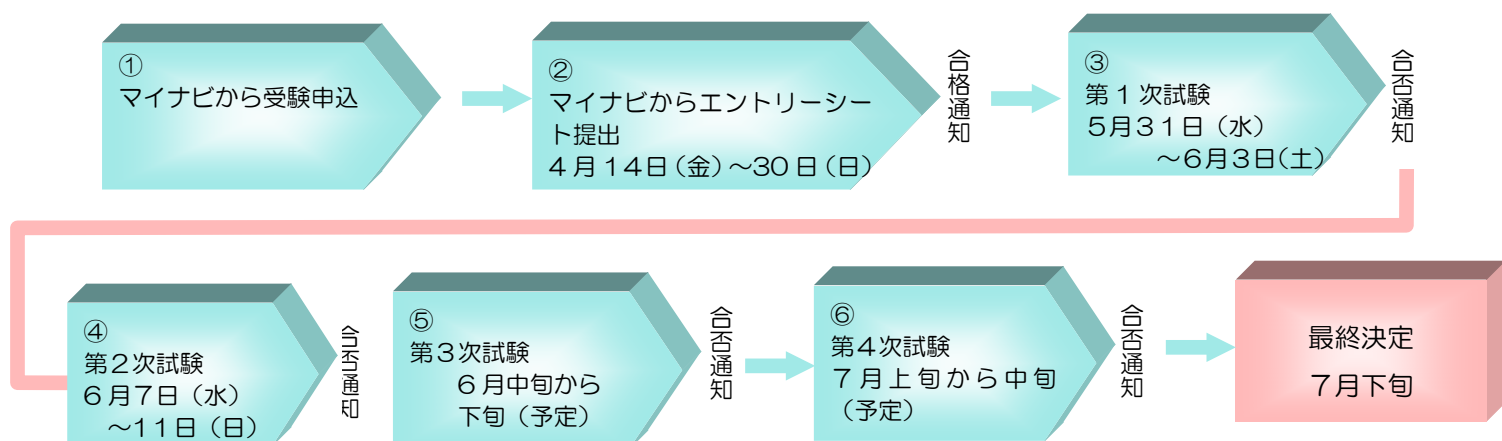 ①
マイナビから受験申込
②
マイナビからエントリーシー
ト提出
4月14日(金)～30日(日)
合格通知
③
第1次試験
5月31日(水)
～6月3日(土)
合否通知
④
第2次試験
6月7日(水)
～11日(日)
合否通知
⑤
第3次試験
6月中旬から
下旬(予定)
合否通知
⑥
第4次試験
7月上旬から中旬
(予定)
合否通知
最終決定
7月下旬